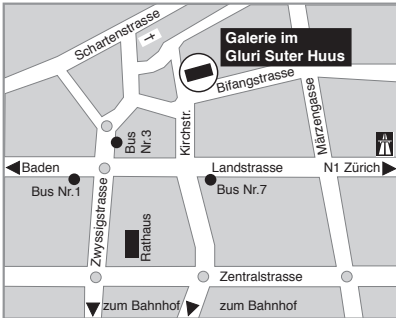 Schartenstrasse
Galerie im
Gluri Suter Huus
Bifangstrasse
Kirchstr.
Märzengasse
Bus
Nr.3
Baden
Landstrasse
N1 Zürich
Bus Nr.1
Bus Nr.7
Zwyssigstrasse
Rathaus
Zentralstrasse
zum Bahnhof
zum Bahnhof